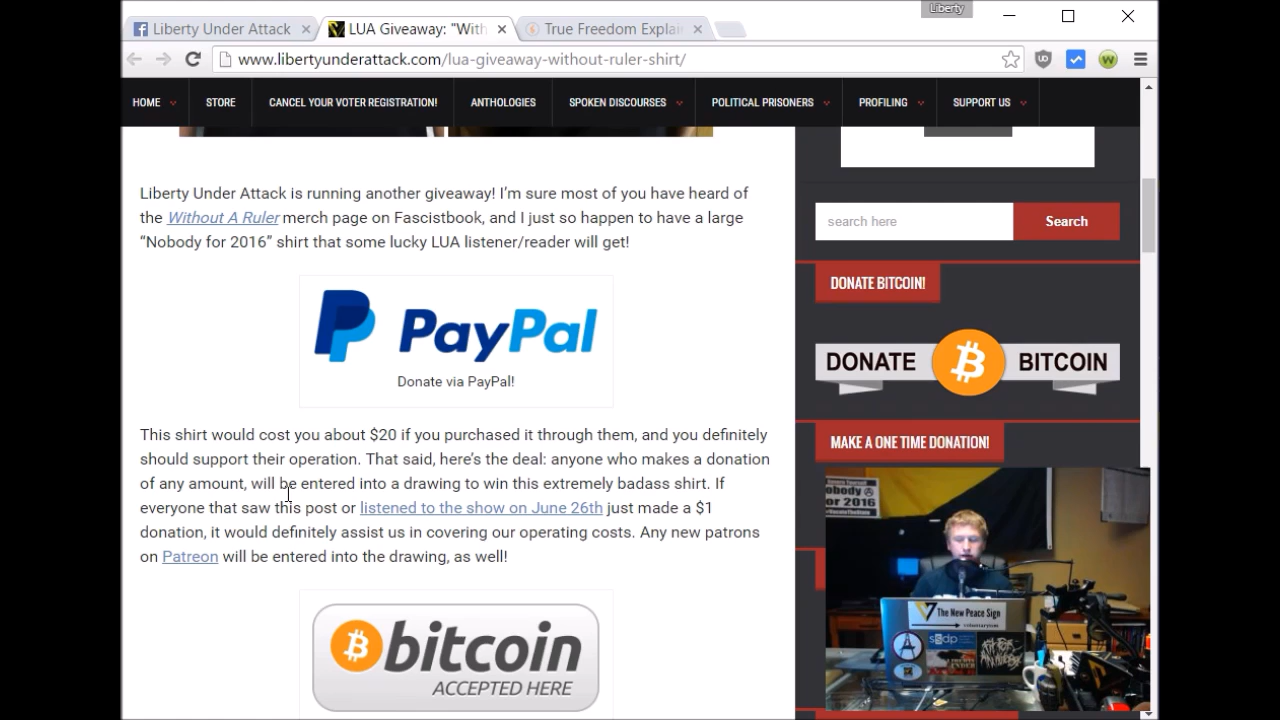 Liberty
Liberty Under Attack
LUA Giveaway: "With
True Freedom Explai
www.libertyunderattack.com/lua-giveaway-without-ruler-shirt/
HOME
STORE
CANCEL YOUR VOTER REGISTRATION!
ANTHOLOGIES
SPOKEN DISCOURSES
POLITICAL PRISONERS
PROFILING
SUPPORT US
Liberty Under Attack is running another giveaway! I'm sure most of you have heard of
the Without A Ruler merch page on Fascistbook, and I just so happen to have a large
“Nobody for 2016” shirt that some lucky LUA listener/reader will get!
PayPal
Donate via PayPal!
This shirt would cost you about $20 if you purchased it through them, and you definitely
should support their operation. That said, here's the deal: anyone who makes a donation
of any amount, will be entered into a drawing to win this extremely badass shirt. If
everyone that saw this post or listened to the show on June 26th just made a $1
donation, it would definitely assist us in covering our operating costs. Any new patrons
on Patreon will be entered into the drawing, as well!
bitcoin
ACCEPTED HERE
search here
Search
DONATE BITCOIN!
DONATE BITCOIN
MAKE A ONE TIME DONATION!
Nobody
for 2016
The New Peace Sign
voluntaryism
ssdp